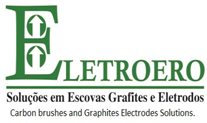 ELETROERO
Soluções em Escovas Grafites e Eletrodos
Carbon brushes and Graphites Electrodes Solutions.